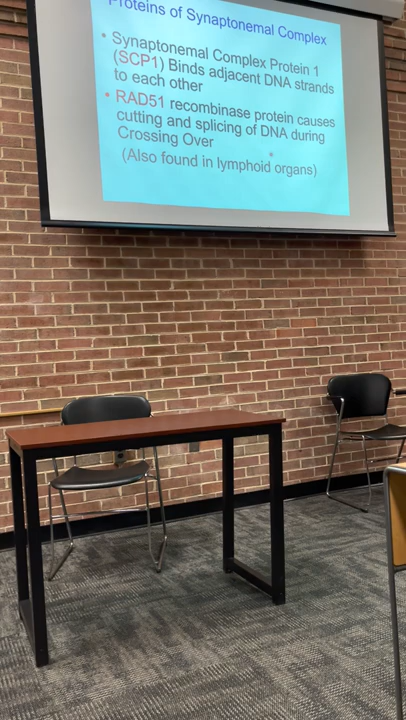 Proteins of Synaptonemal Complex
• Synaptonemal Complex Protein 1
(SCP1) Binds adjacent DNA strands
to each other
• RAD51 recombinase protein causes
cutting and splicing of DNA during
Crossing Over
(Also found in lymphoid organs)